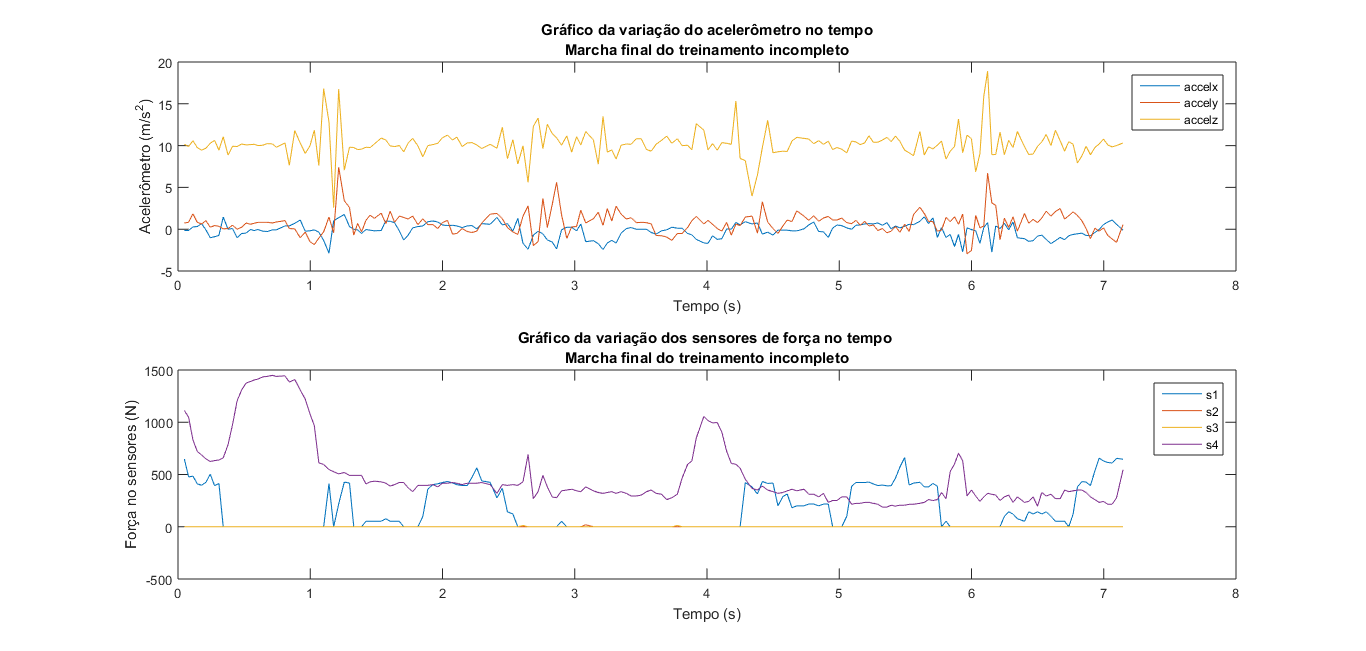 Gráfico da variação do acelerômetro no tempo
Marcha final do treinamento incompleto
20
15
10
5
0
-5
Acelerômetro (m/s²)
accelx
accely
accelz
0 1 2 3 4 5 6 7 8
Tempo (s)
Gráfico da variação dos sensores de força no tempo
Marcha final do treinamento incompleto
1500
1000
500
0
-500
Força no sensores (N)
s1
s2
s3
s4
0 1 2 3 4 5 6 7 8
Tempo (s)